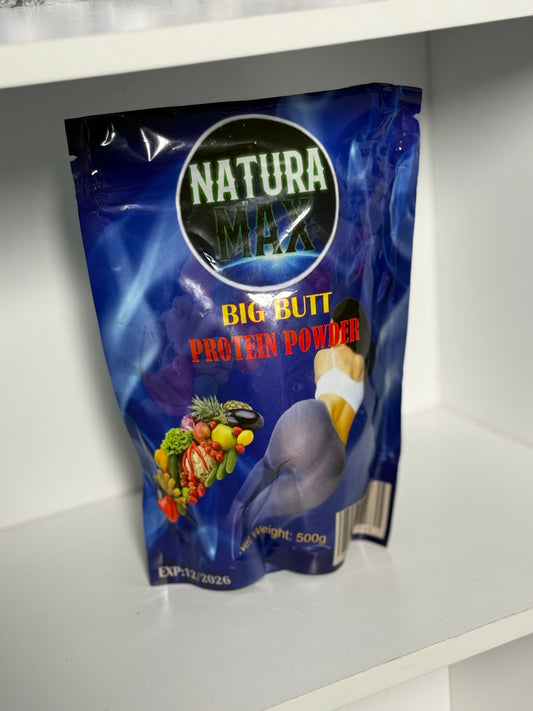 NATURA
MAX
BIG BUTT
PROTEIN POWDER
Net Weight: 500g
EXP:12/2026